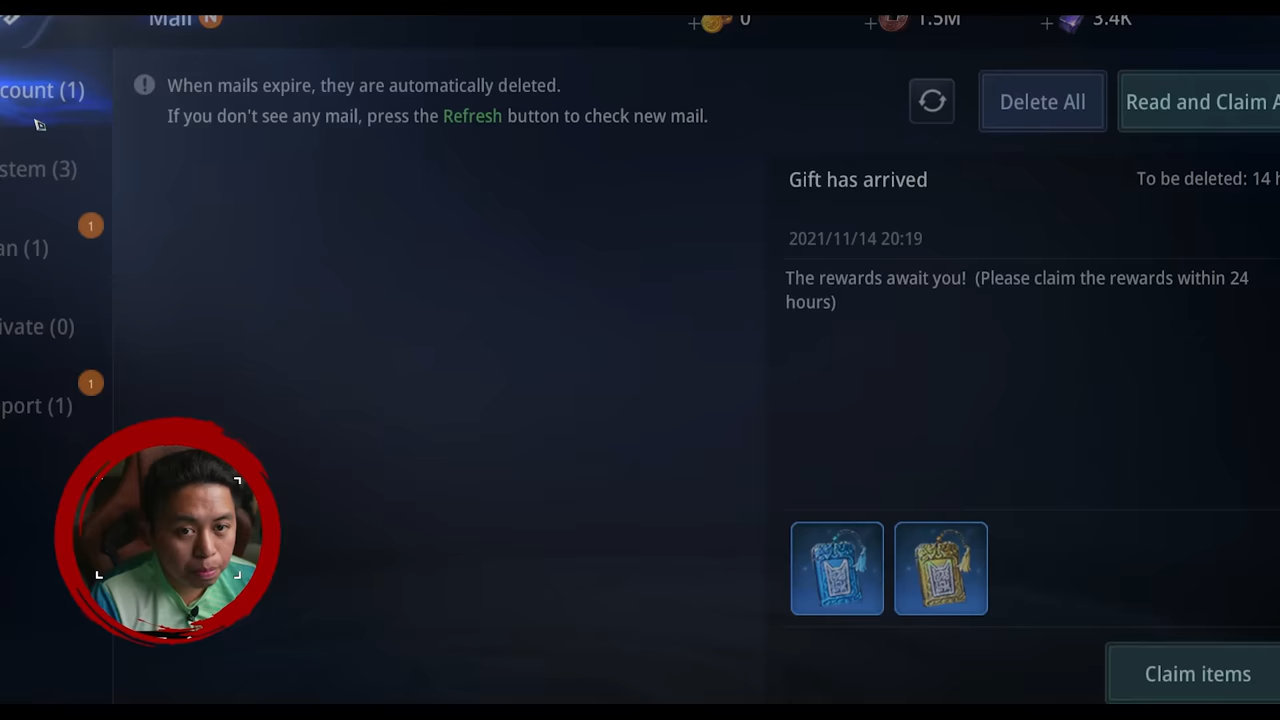 Mail N
0
1.5M
3.4K
count (1)
When mails expire, they are automatically deleted.
If you don't see any mail, press the Refresh button to check new mail.
Delete All
Read and Claim A
stem (3)
Gift has arrived
To be deleted: 14 h
1
an (1)
2021/11/14 20:19
The rewards await you! (Please claim the rewards within 24
hours)
ivate (0)
1
port (1)
Claim items